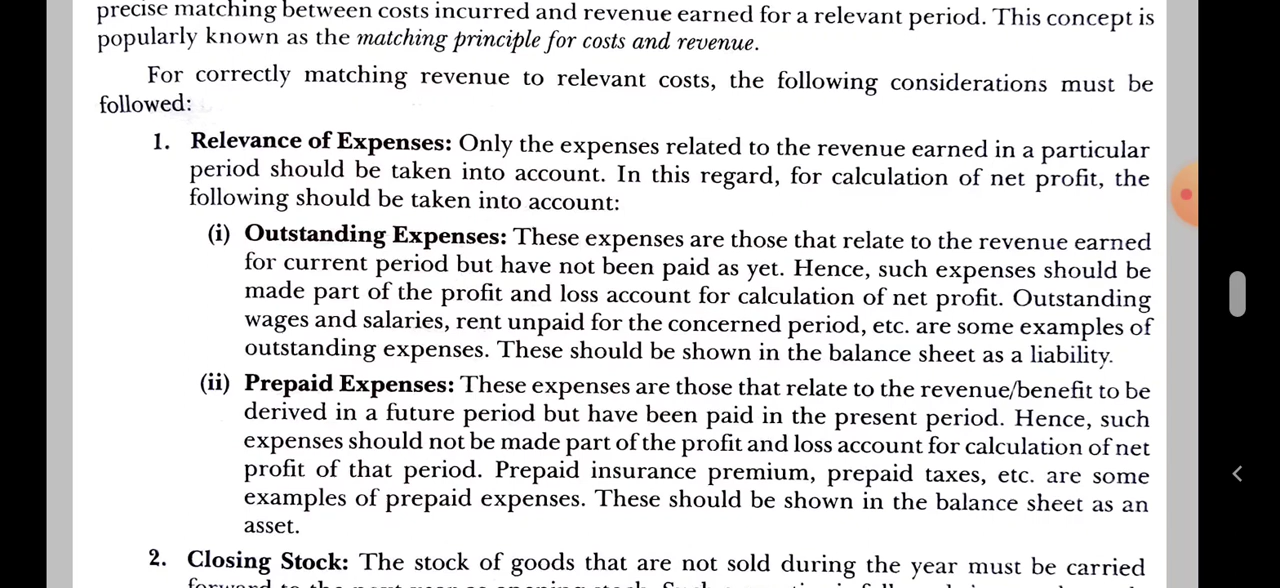 precise matching between costs incurred and revenue earned for a relevant period. This concept is
popularly known as the matching principle for costs and revenue.
For correctly matching revenue to relevant costs, the following considerations must be
followed:
1. Relevance of Expenses: Only the expenses related to the revenue earned in a particular
period should be taken into account. In this regard, for calculation of net profit, the
following should be taken into account:
(i) Outstanding Expenses: These expenses are those that relate to the revenue earned
for current period but have not been paid as yet. Hence, such expenses should be
made part of the profit and loss account for calculation of net profit. Outstanding
wages and salaries, rent unpaid for the concerned period, etc. are some examples of
outstanding expenses. These should be shown in the balance sheet as a liability.
(ii) Prepaid Expenses: These expenses are those that relate to the revenue/benefit to be
derived in a future period but have been paid in the present period. Hence, such
expenses should not be made part of the profit and loss account for calculation of net
profit of that period. Prepaid insurance premium, prepaid taxes, etc. are some
examples of prepaid expenses. These should be shown in the balance sheet as an
asset.
2. Closing Stock: The stock of goods that are not sold during the year must be carried